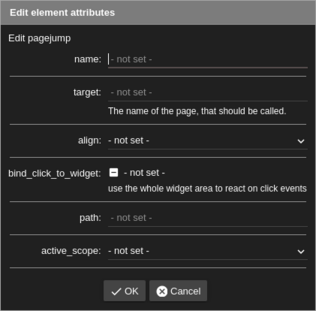 Edit element attributes
Edit pagejump
name: - not set -
target: - not set -
The name of the page, that should be called.
align: - not set -
bind_click_to_widget: - not set -
use the whole widget area to react on click events
path: - not set -
active_scope: - not set -
OK Cancel